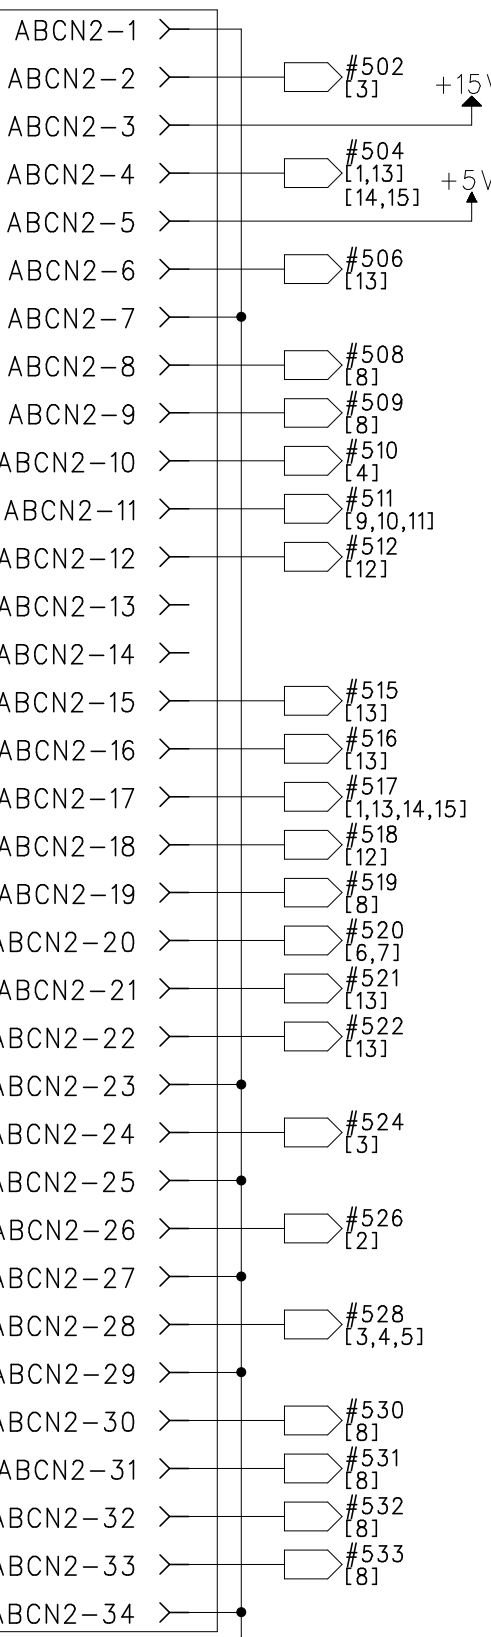 ABCN2-1
ABCN2-2
#502
[3]
+15V
ABCN2-3
ABCN2-4
#504
[1,13]
[14,15]
+5V
ABCN2-5
ABCN2-6
#506
[13]
ABCN2-7
ABCN2-8
#508
[8]
ABCN2-9
#509
[8]
ABCN2-10
#510
[4]
ABCN2-11
#511
[9,10,11]
ABCN2-12
#512
[12]
ABCN2-13
ABCN2-14
ABCN2-15
#515
[13]
ABCN2-16
#516
[13]
ABCN2-17
#517
[1,13,14,15]
ABCN2-18
#518
[12]
ABCN2-19
#519
[8]
ABCN2-20
#520
[6,7]
ABCN2-21
#521
[13]
ABCN2-22
#522
[13]
ABCN2-23
ABCN2-24
#524
[3]
ABCN2-25
ABCN2-26
#526
[2]
ABCN2-27
ABCN2-28
#528
[3,4,5]
ABCN2-29
ABCN2-30
#530
[8]
ABCN2-31
#531
[8]
ABCN2-32
#532
[8]
ABCN2-33
#533
[8]
ABCN2-34